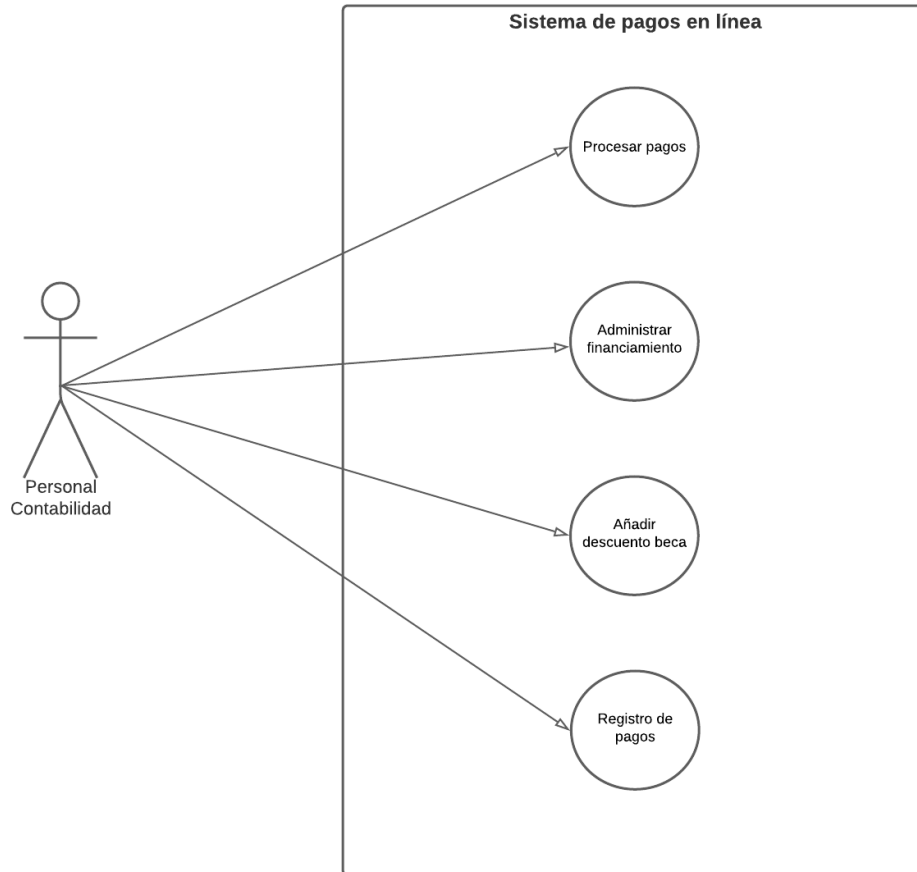 Sistema de pagos en línea
Procesar pagos
Administrar
financiamiento
Personal
Contabilidad
Añadir
descuento beca
Registro de
pagos